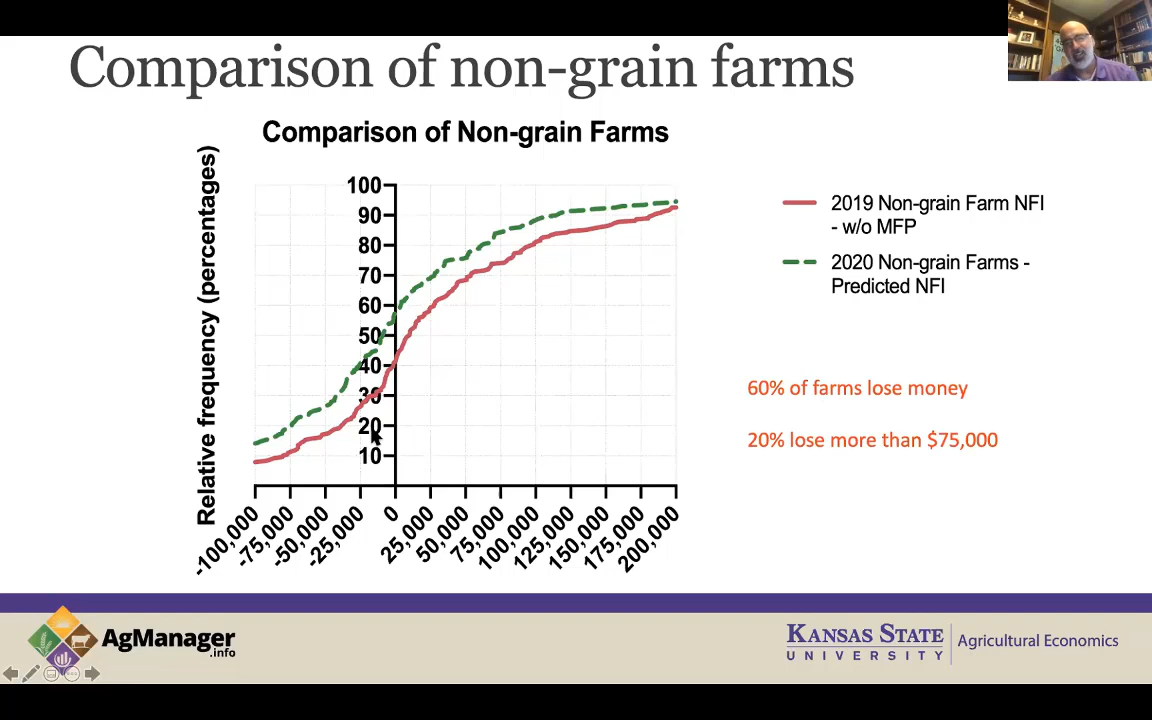 Comparison of non-grain farms
Comparison of Non-grain Farms
Relative frequency (percentages)
100
90
80
70
60
50
40
30
20
10
-100,000
-75,000
-50,000
-25,000
0
25,000
50,000
75,000
100,000
125,000
150,000
175,000
200,000
2019 Non-grain Farm NFI
- w/o MFP
2020 Non-grain Farms -
Predicted NFI
60% of farms lose money
20% lose more than $75,000
AgManager
.info
KANSAS STATE
UNIVERSITY
Agricultural Economics